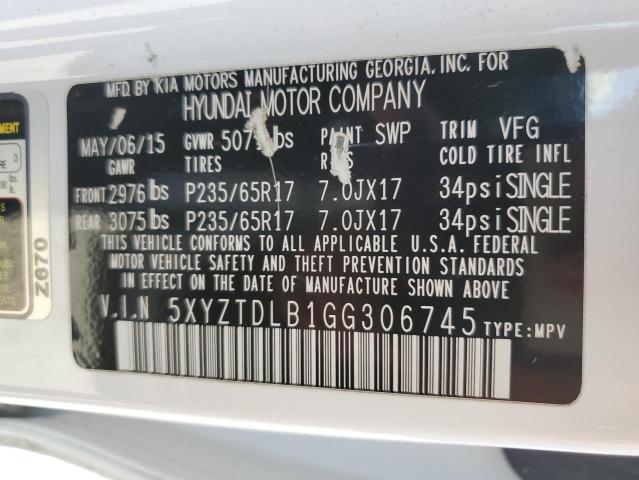 MFD.BY KIA MOTORS MANUFACTURING GEORGIA, INC. FOR
HYUNDAI MOTOR COMPANY
MAY/06/15 GVWR lbs PAINT SWP TRIM VFG
GAWR TIRES RIMS COLD TIRE INFL
FRONT 2976 lbs P235/65R17 7.0JX17 34psi SINGLE
REAR 3075 lbs P235/65R17 7.0JX17 34psi SINGLE
THIS VEHICLE CONFORMS TO ALL APPLICABLE U.S.A. FEDERAL
MOTOR VEHICLE SAFETY AND THEFT PREVENTION STANDARDS
IN EFFECT ON THE DATE OF MANUFACTURE SHOWN ABOVE.
V.I.N 5XYZTDLB1GG306745 TYPE:MPV
Z670